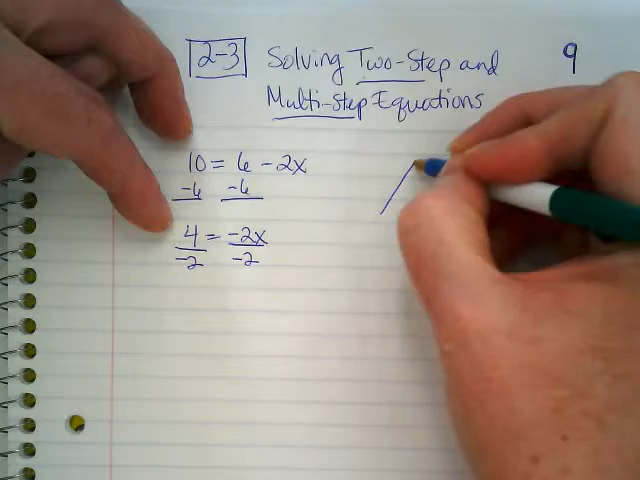 2-3 Solving Two-Step and 9
Multi-step Equations
10 = 6 - 2x
-6 -6
4 = -2x
-2 -2